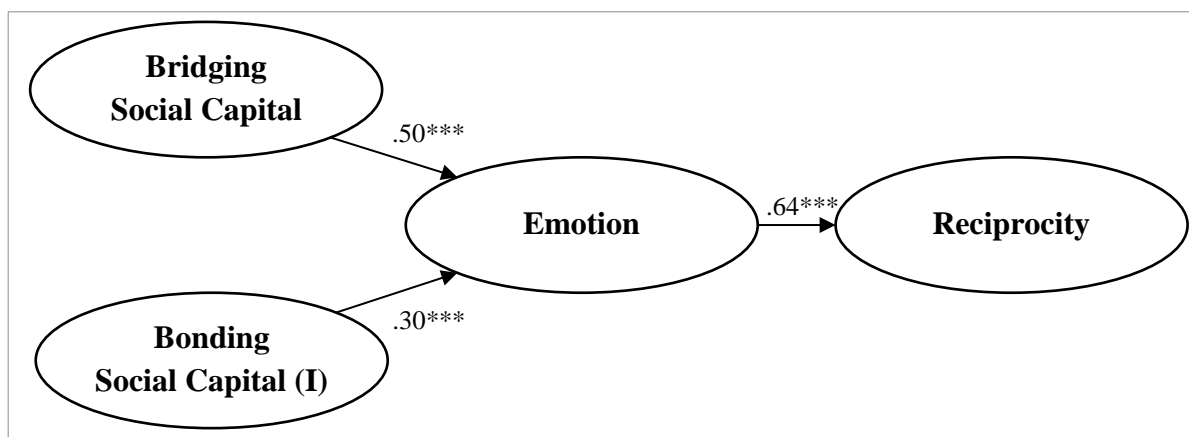 Bridging
Social Capital
.50***
Emotion
.64***
Reciprocity
.30***
Bonding
Social Capital (I)